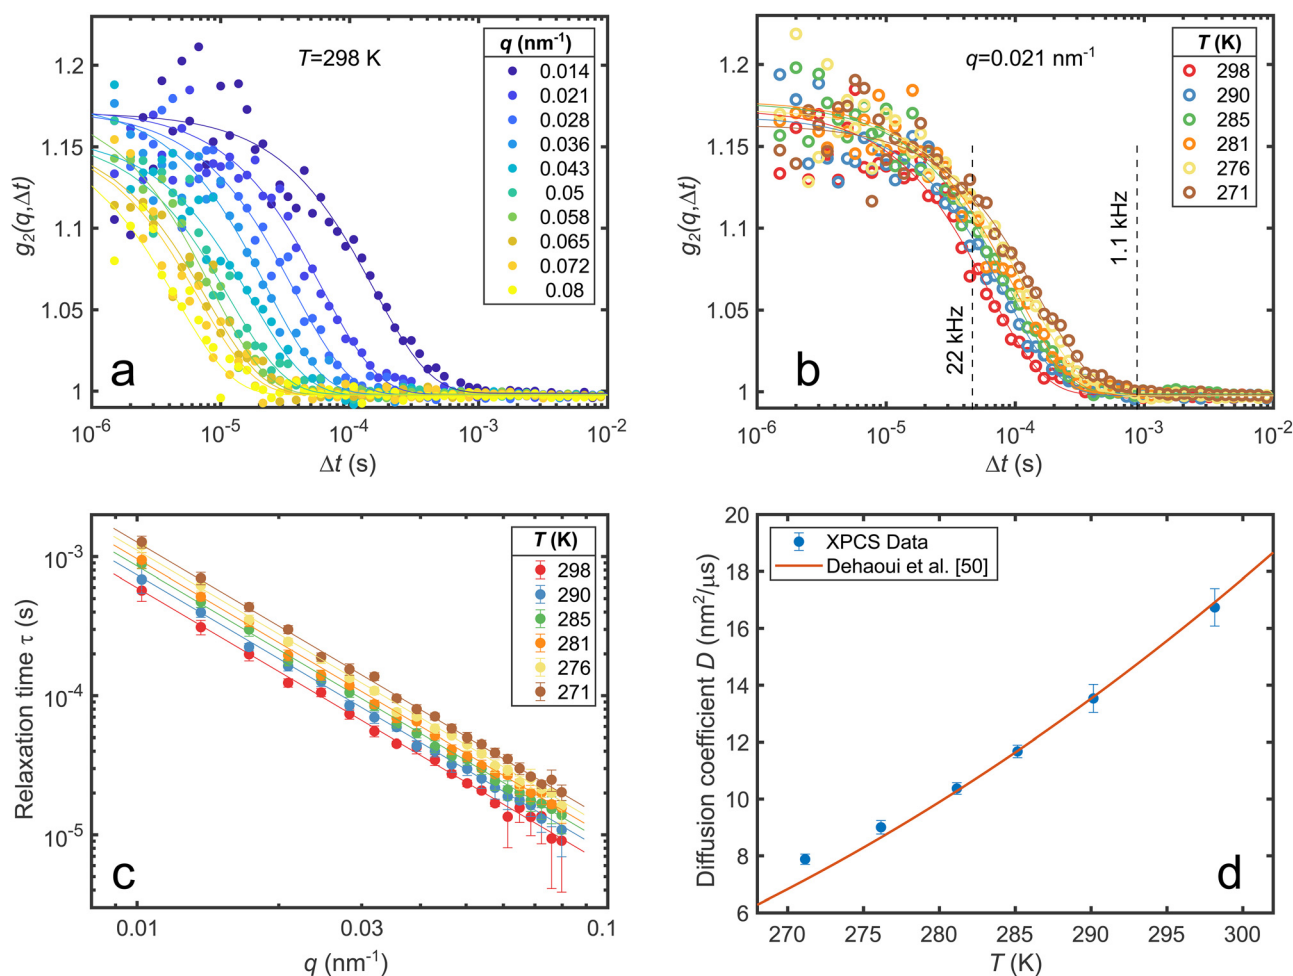 T=298 K
q (nm⁻¹)
0.014
0.021
0.028
0.036
0.043
0.05
0.058
0.065
0.072
0.08
1.2
1.15
1.1
1.05
1
g₂(q,Δt)
a
10⁻⁶ 10⁻⁵ 10⁻⁴ 10⁻³ 10⁻²
Δt (s)
q=0.021 nm⁻¹
T (K)
298
290
285
281
276
271
1.2
1.15
1.1
1.05
1
g₂(q,Δt)
22 kHz
1.1 kHz
b
10⁻⁶ 10⁻⁵ 10⁻⁴ 10⁻³ 10⁻²
Δt (s)
T (K)
298
290
285
281
276
271
10⁻³
10⁻⁴
10⁻⁵
Relaxation time τ (s)
c
0.01 0.03 0.1
q (nm⁻¹)
XPCS Data
Dehaoui et al. [50]
20
18
16
14
12
10
8
6
Diffusion coefficient D (nm²/μs)
d
270 275 280 285 290 295 300
T (K)